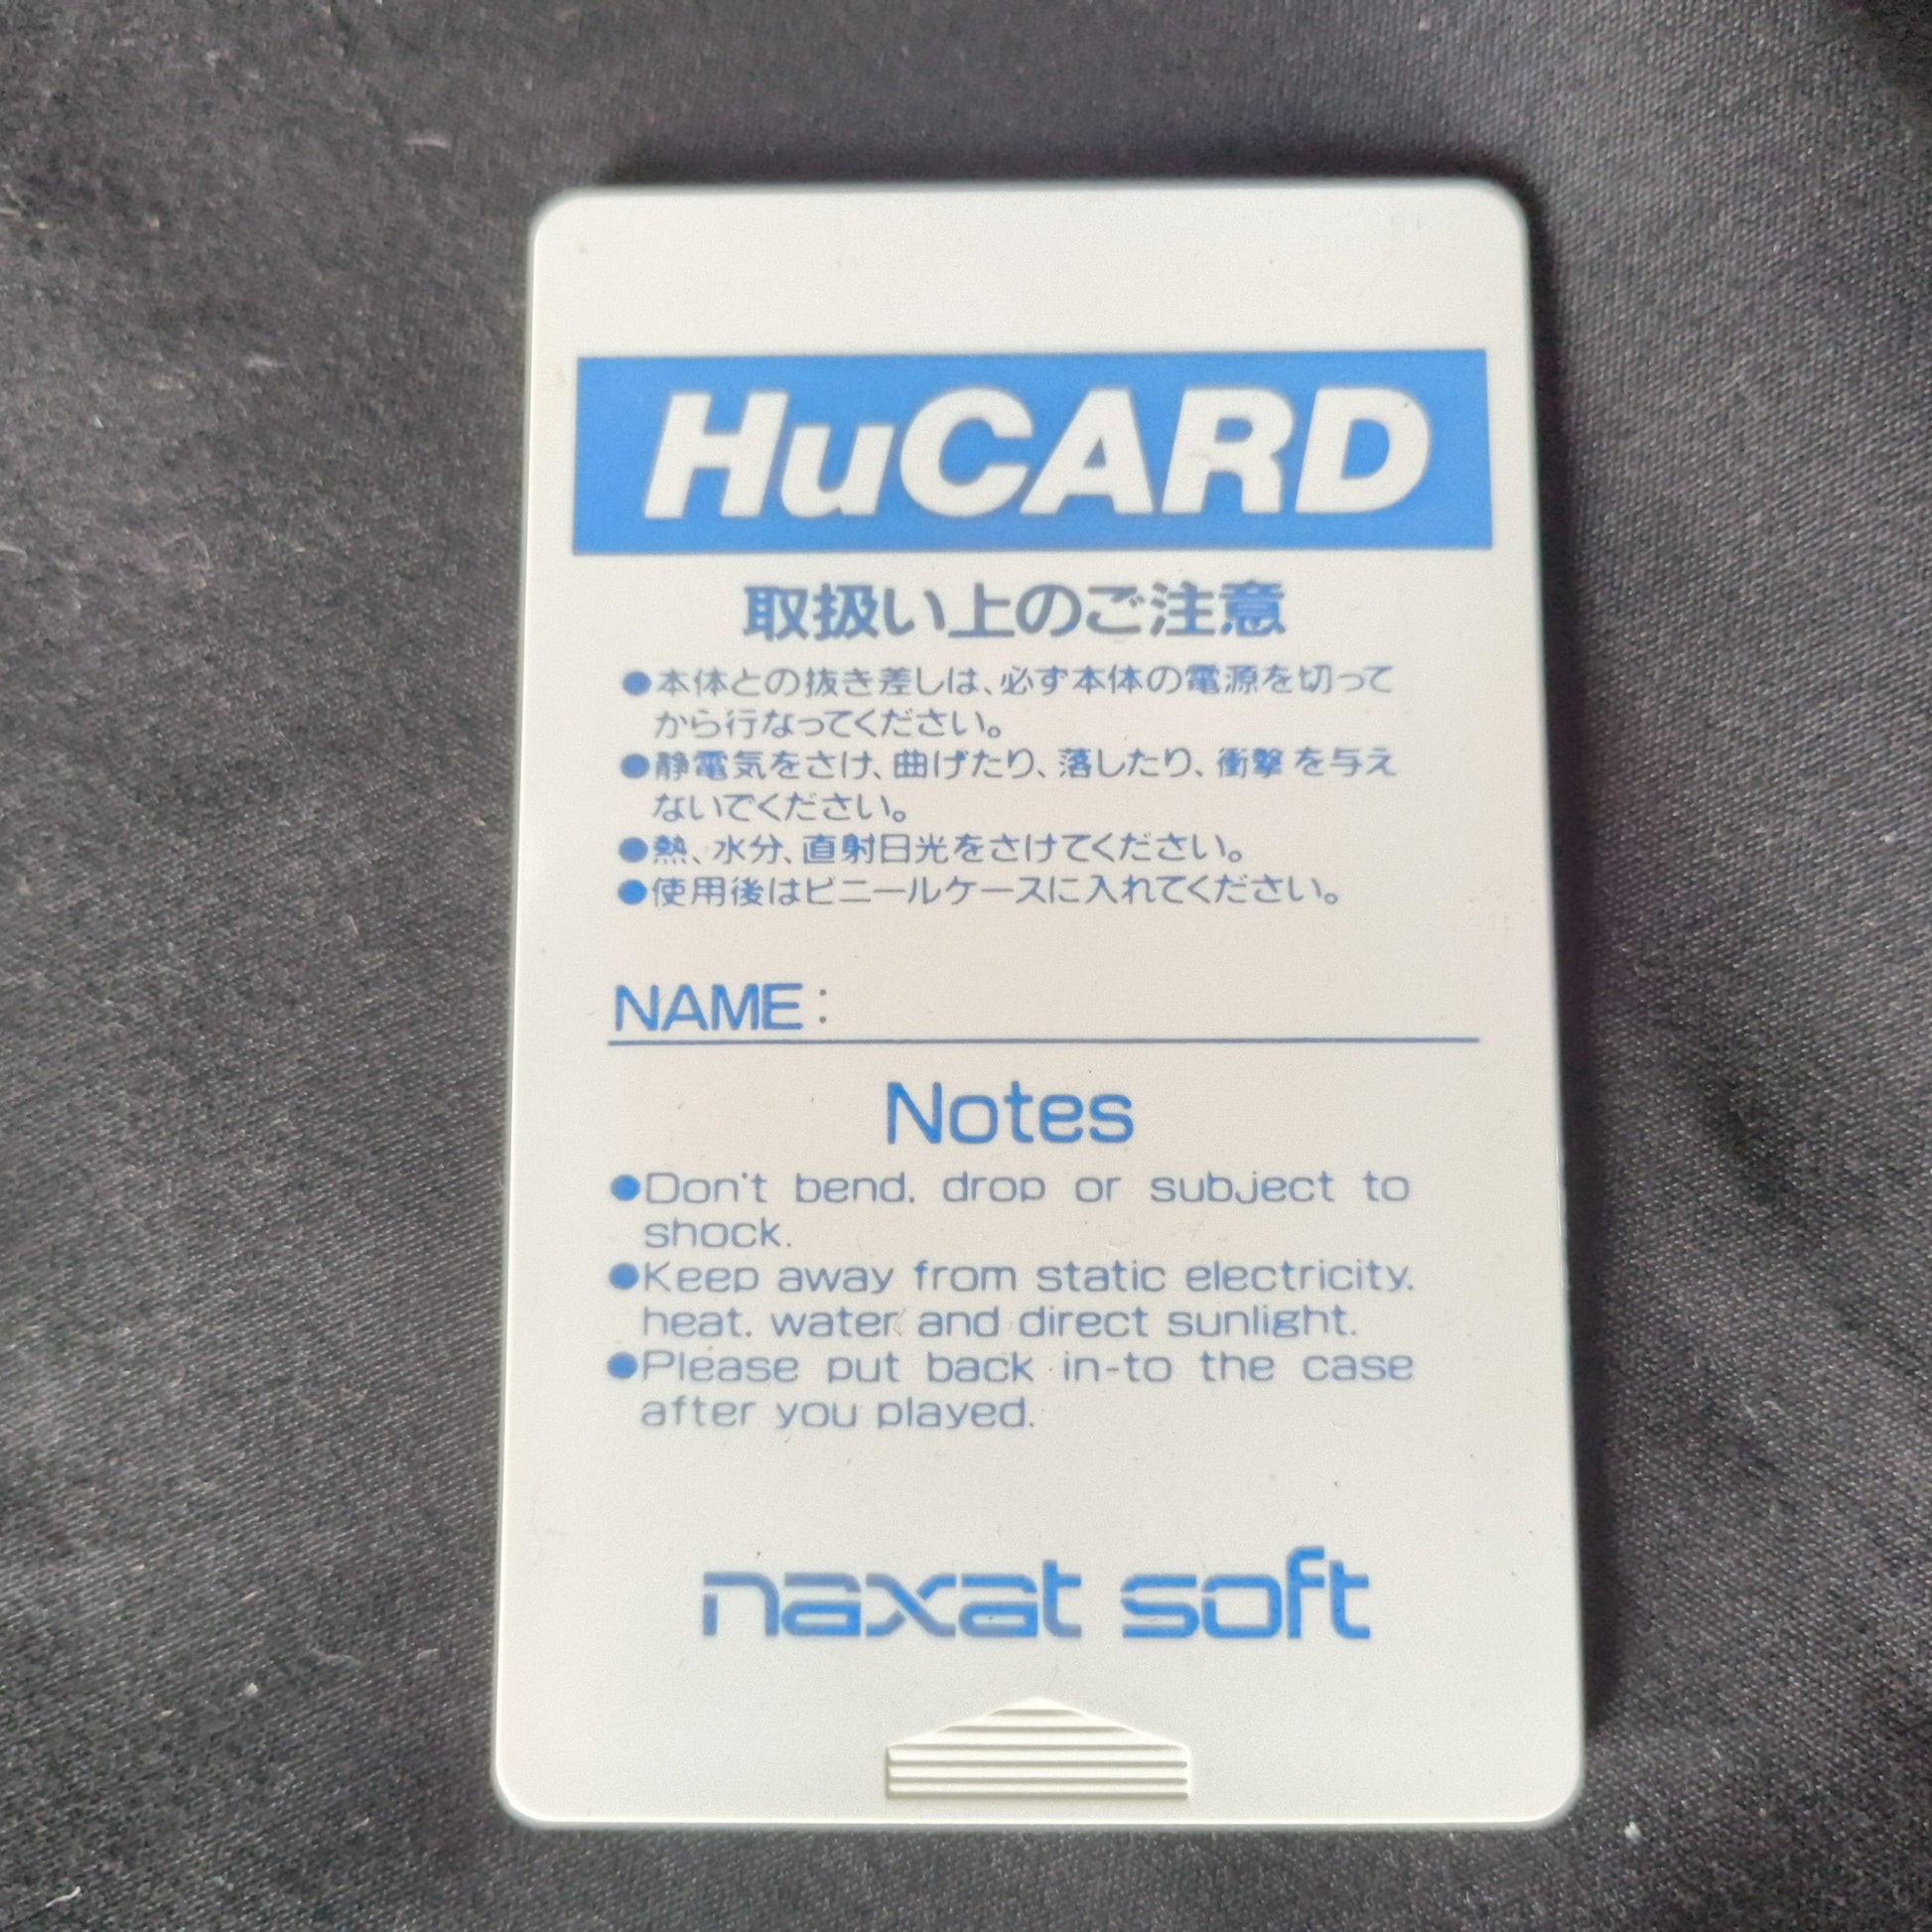 HuCARD
取扱い上のご注意
●本体との抜き差しは、必ず本体の電源を切って
から行なってください。
●静電気をさけ、曲げたり、落したり、衝撃を与え
ないでください。
●熱、水分、直射日光をさけてください。
●使用後はビニールケースに入れてください。
NAME:
Notes
●Don't bend, drop or subject to
shock.
●Keep away from static electricity,
heat, water and direct sunlight.
●Please put back in-to the case
after you played.
naxat soft